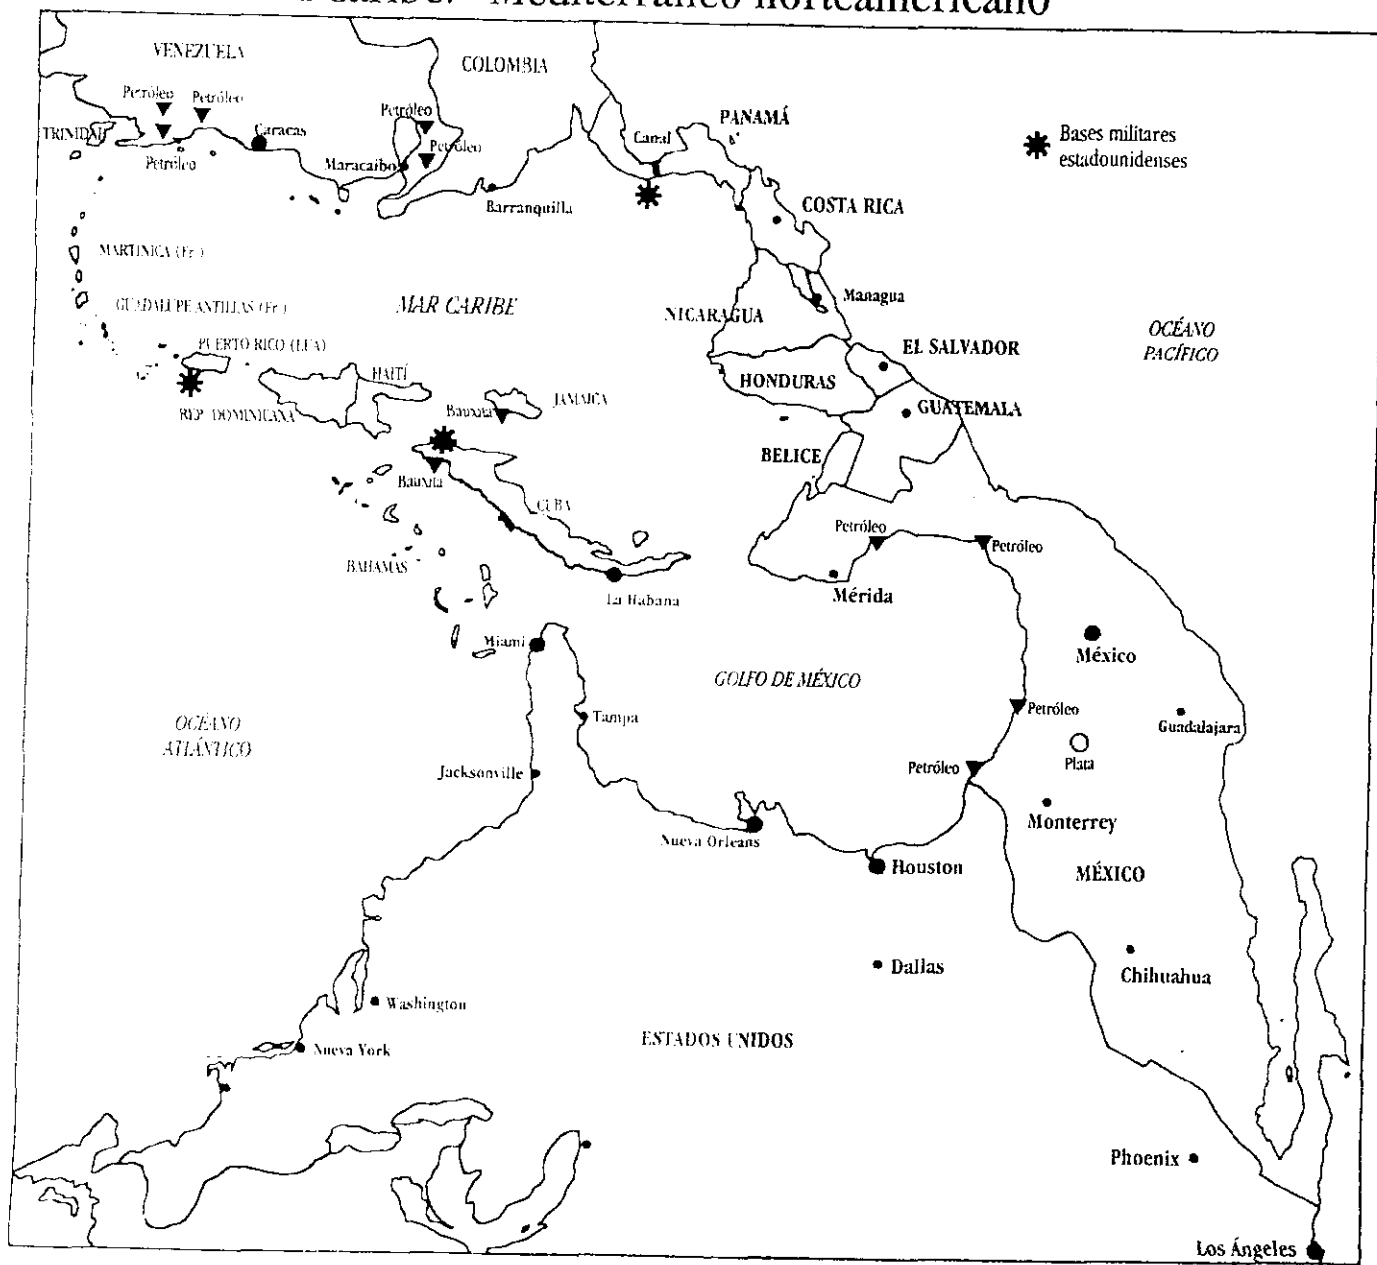 Mediterráneo norteamericano
VENEZUELA
COLOMBIA
Petróleo
Petróleo
Petróleo
PANAMÁ
TRINIDAD
Caracas
Canal
Bases militares
estadounidenses
Petróleo
Petróleo
Maracaibo
Barranquilla
COSTA RICA
MARTINICA (Fr.)
GUADALUPE ANTILLAS (Fr.)
MAR CARIBE
NICARAGUA
Managua
OCÉANO
PACÍFICO
PUERTO RICO (EUA)
HAITÍ
EL SALVADOR
HONDURAS
REP. DOMINICANA
Bauxita
JAMAICA
GUATEMALA
BELICE
Bauxita
CUBA
Petróleo
Petróleo
BAHAMAS
La Habana
Mérida
Miami
México
GOLFO DE MÉXICO
OCÉANO
ATLÁNTICO
Tampa
Petróleo
Guadalajara
Plata
Jacksonville
Petróleo
Monterrey
Nueva Orleans
Houston
MÉXICO
Dallas
Chihuahua
Washington
ESTADOS UNIDOS
Nueva York
Phoenix
Los Ángeles